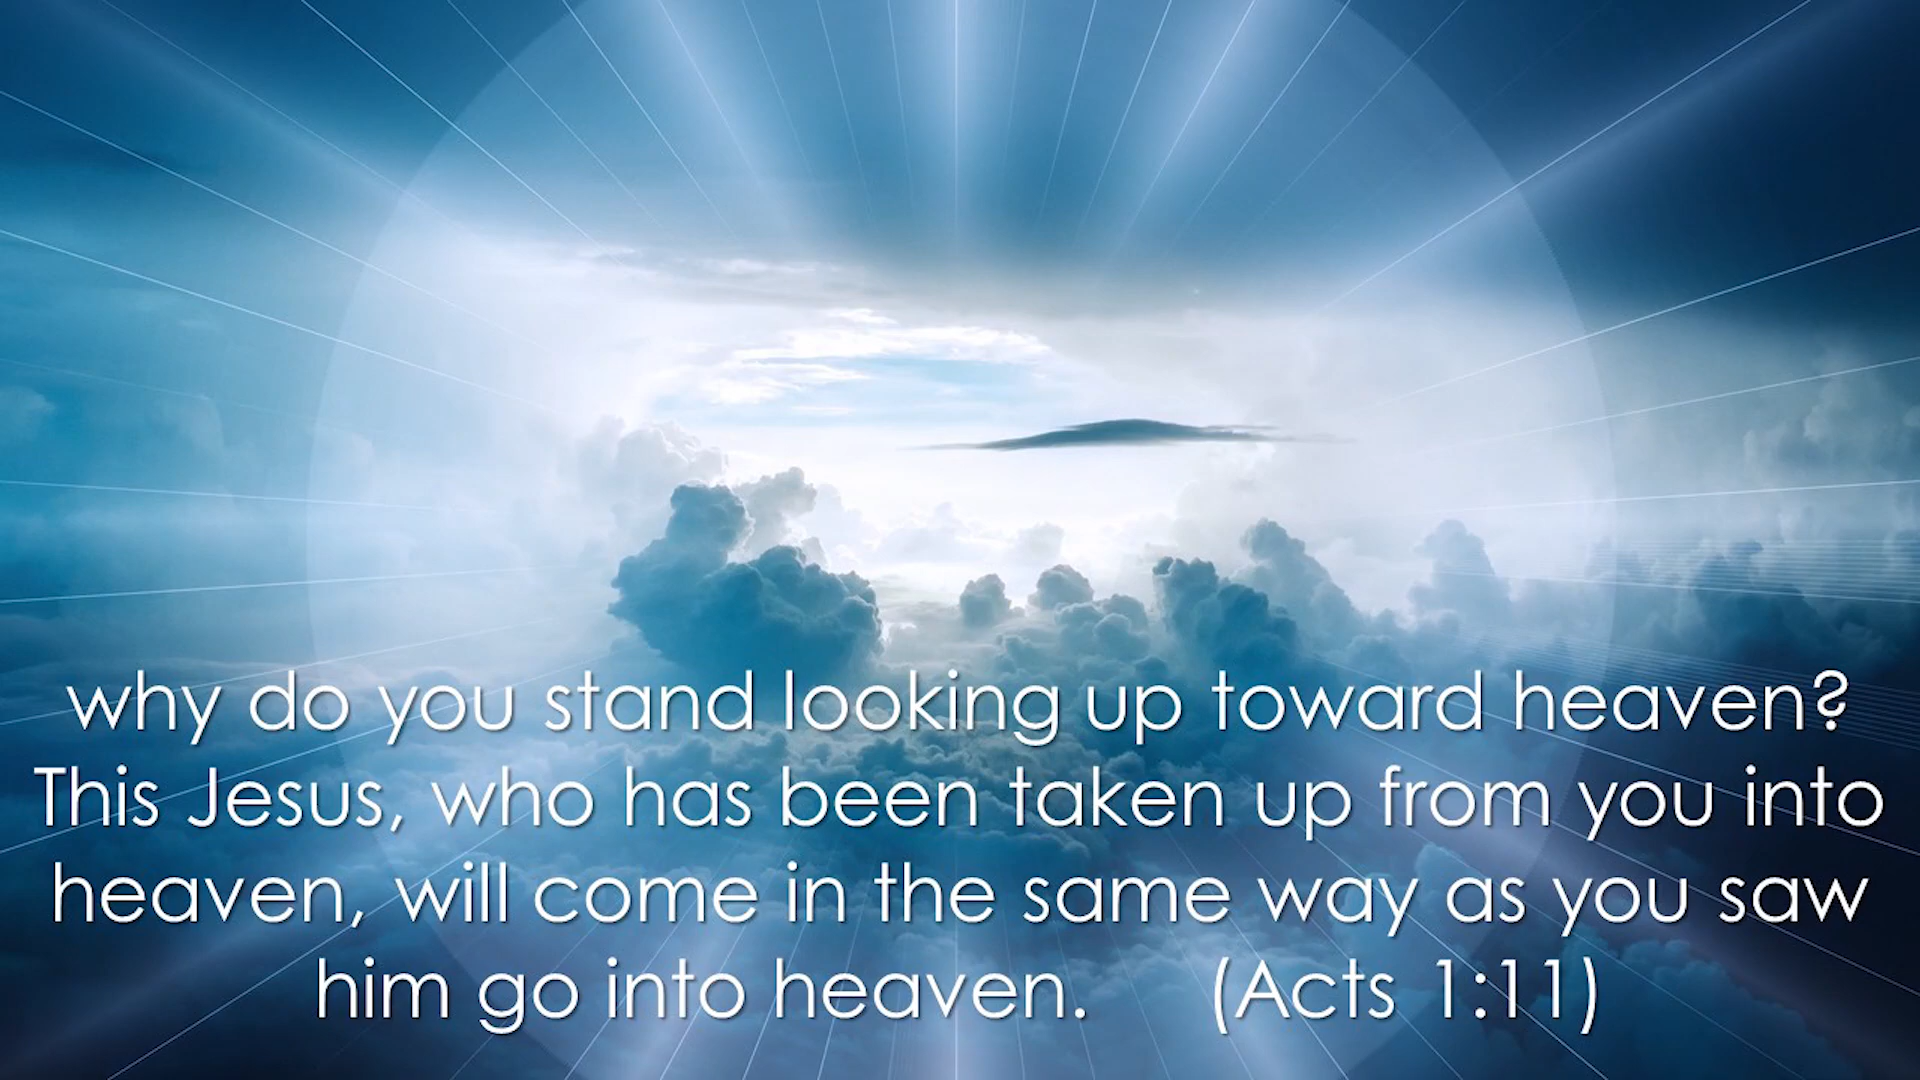 why do you stand looking up toward heaven?
This Jesus, who has been taken up from you into
heaven, will come in the same way as you saw
him go into heaven. (Acts 1:11)